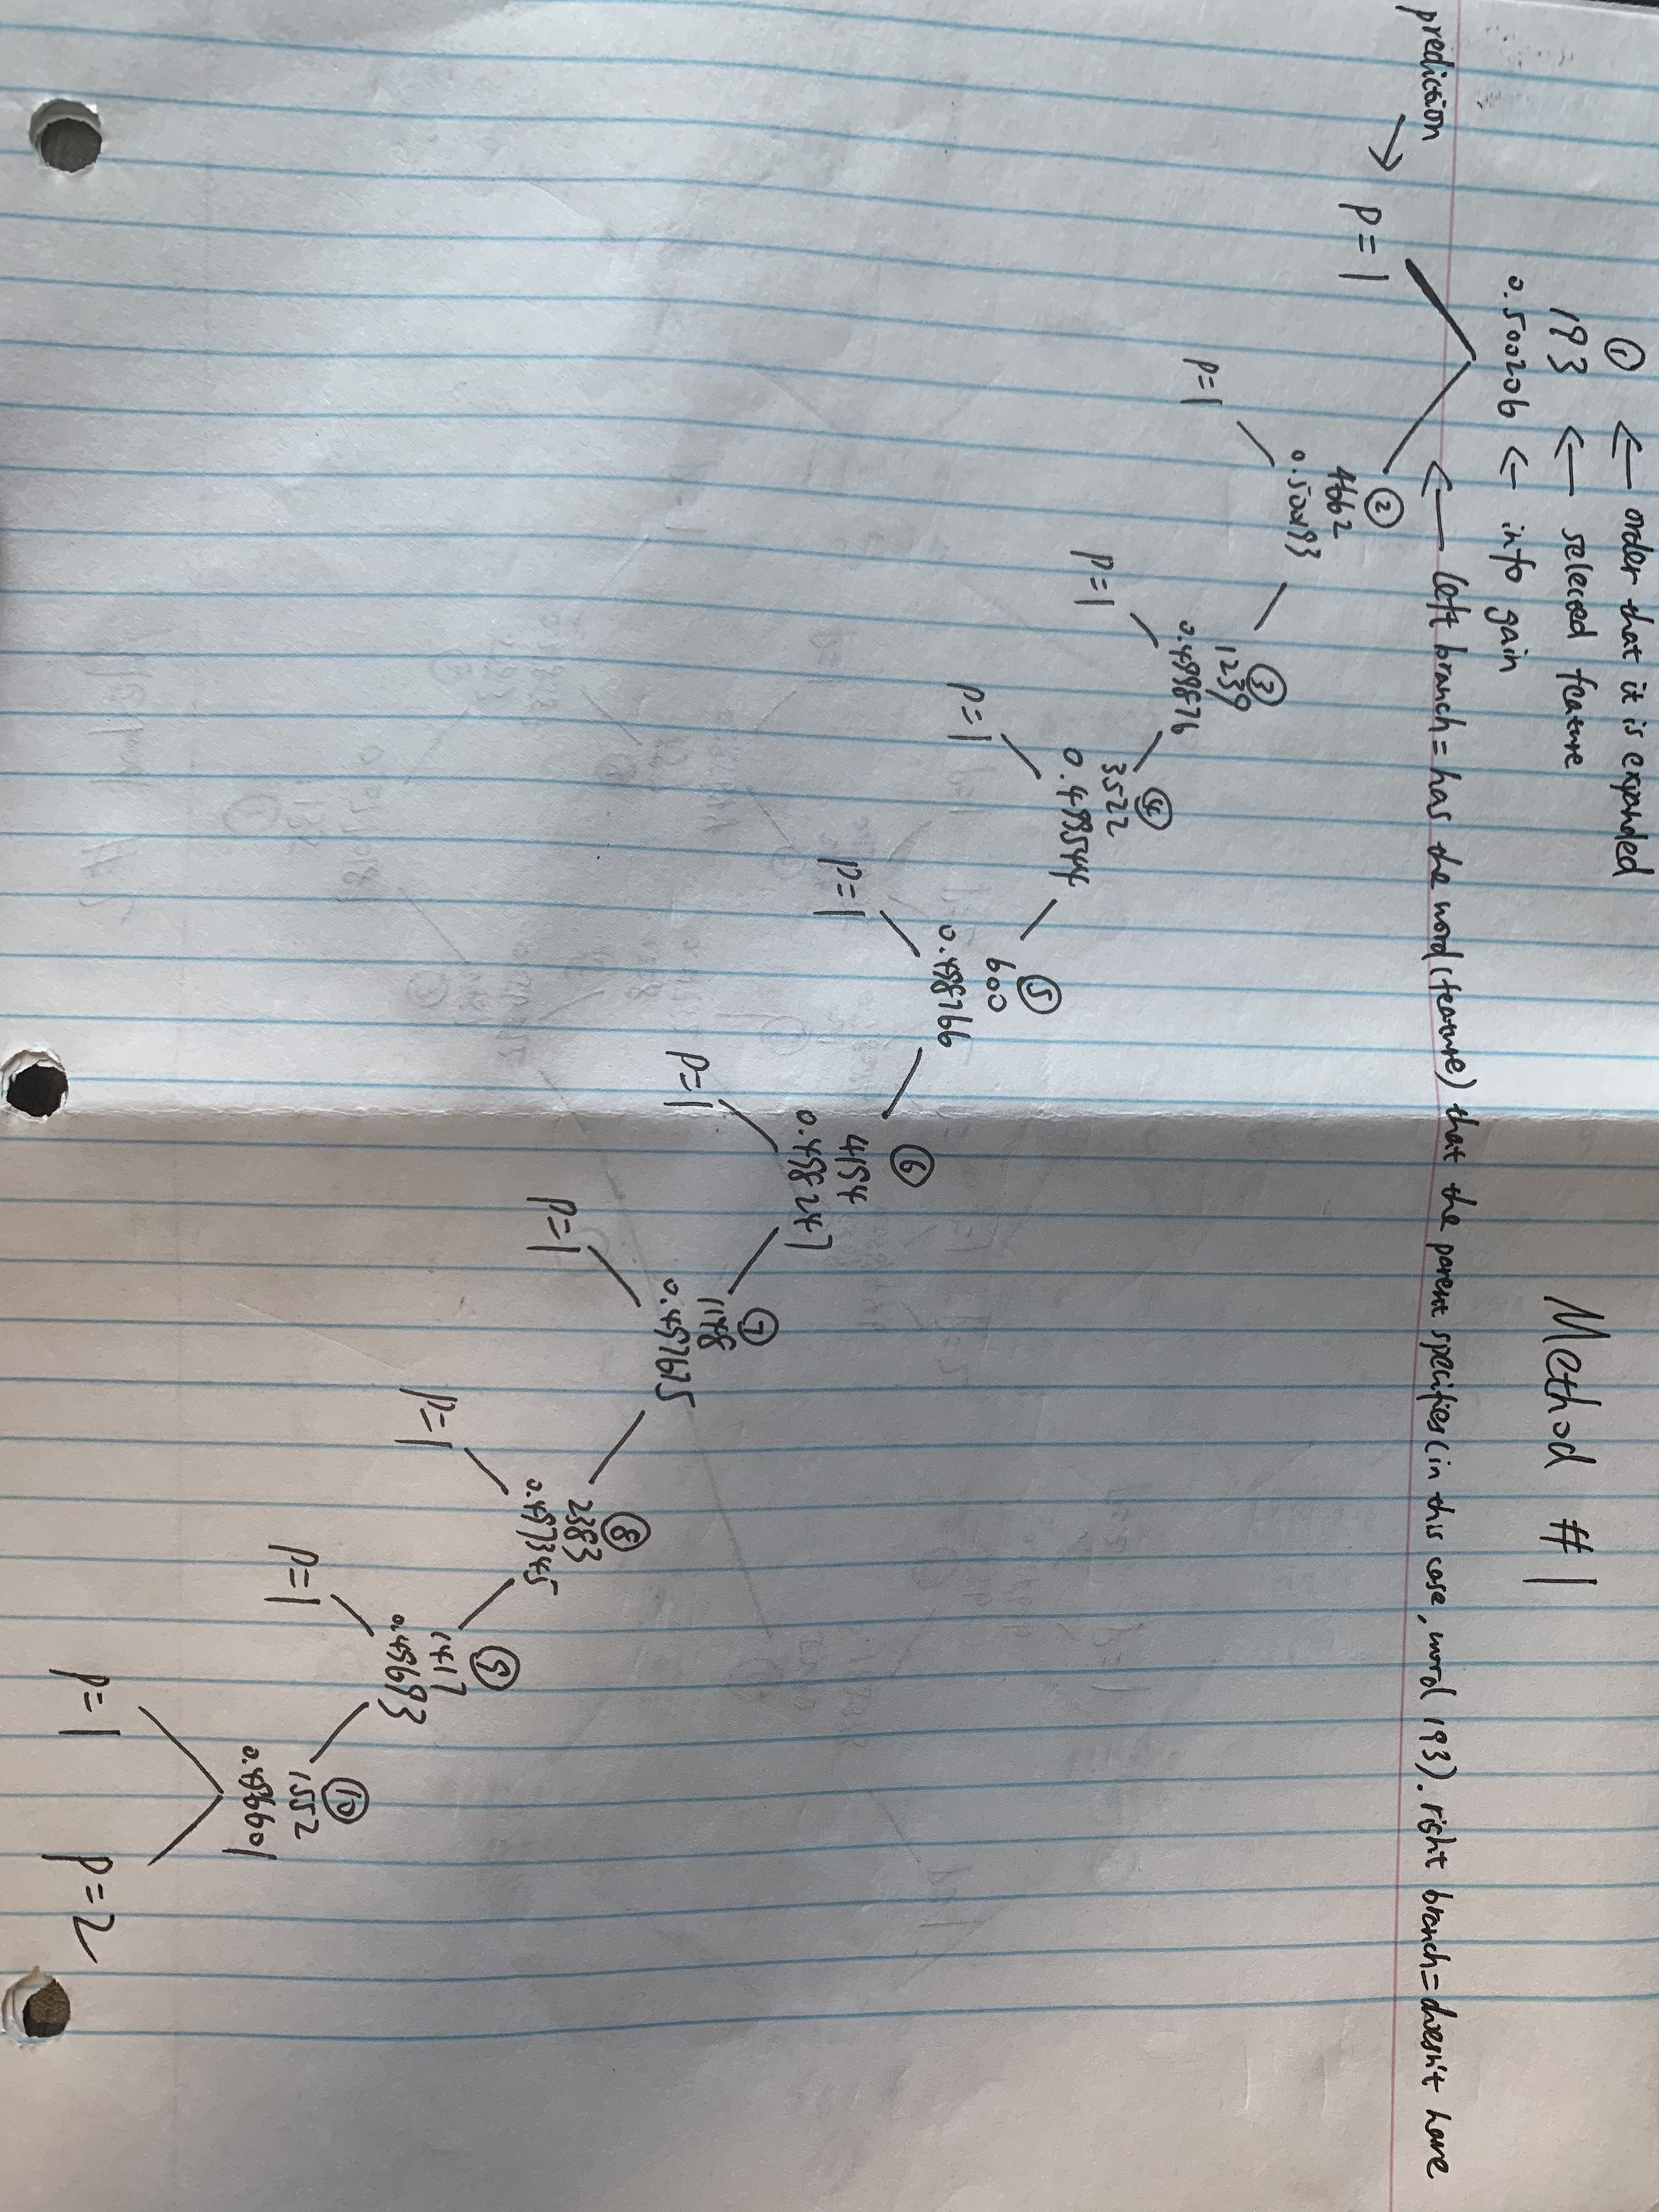 ① ← order that it is expanded
Method #1
193 ← selected feature
0.500206 ← info gain
← left branch = has the word (feature) that the parent specifies (in this case, word 193). right branch = doesn't have
prediction →
P=1
②
4662
0.500193
P=1
③
1239
0.499876
P=1
④
3522
0.499544
P=1
⑤
600
0.498766
P=1
⑥
4194
0.498247
P=1
⑦
1148
0.497675
P=1
⑧
2383
0.497345
P=1
⑨
1417
0.49693
P=1
⑩
1552
0.496601
P=1
P=2